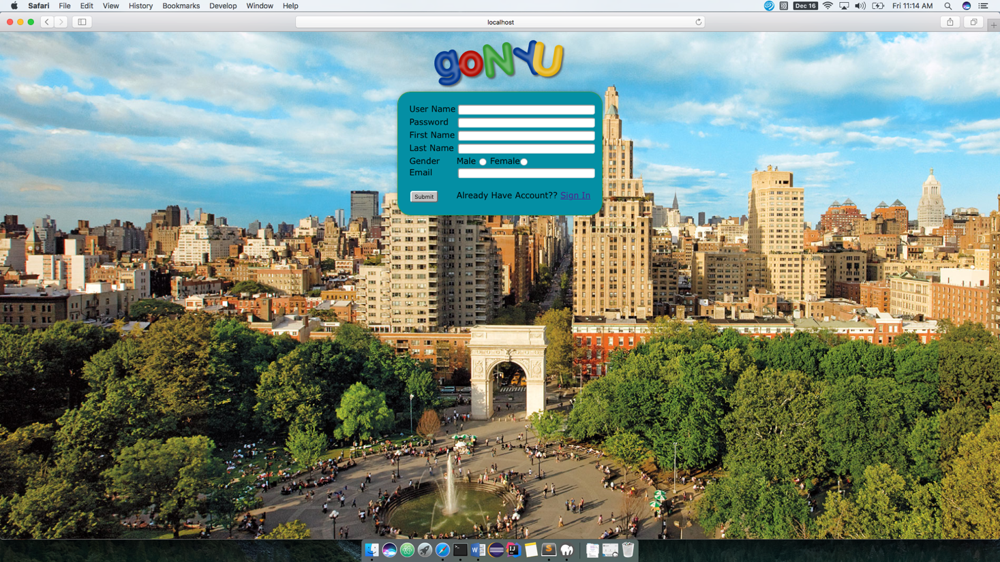 Safari File Edit View History Bookmarks Develop Window Help Dec 16 Fri 11:14 AM
localhost
goNYU
User Name
Password
First Name
Last Name
Gender Male Female
Email
Submit Already Have Account?? Sign In